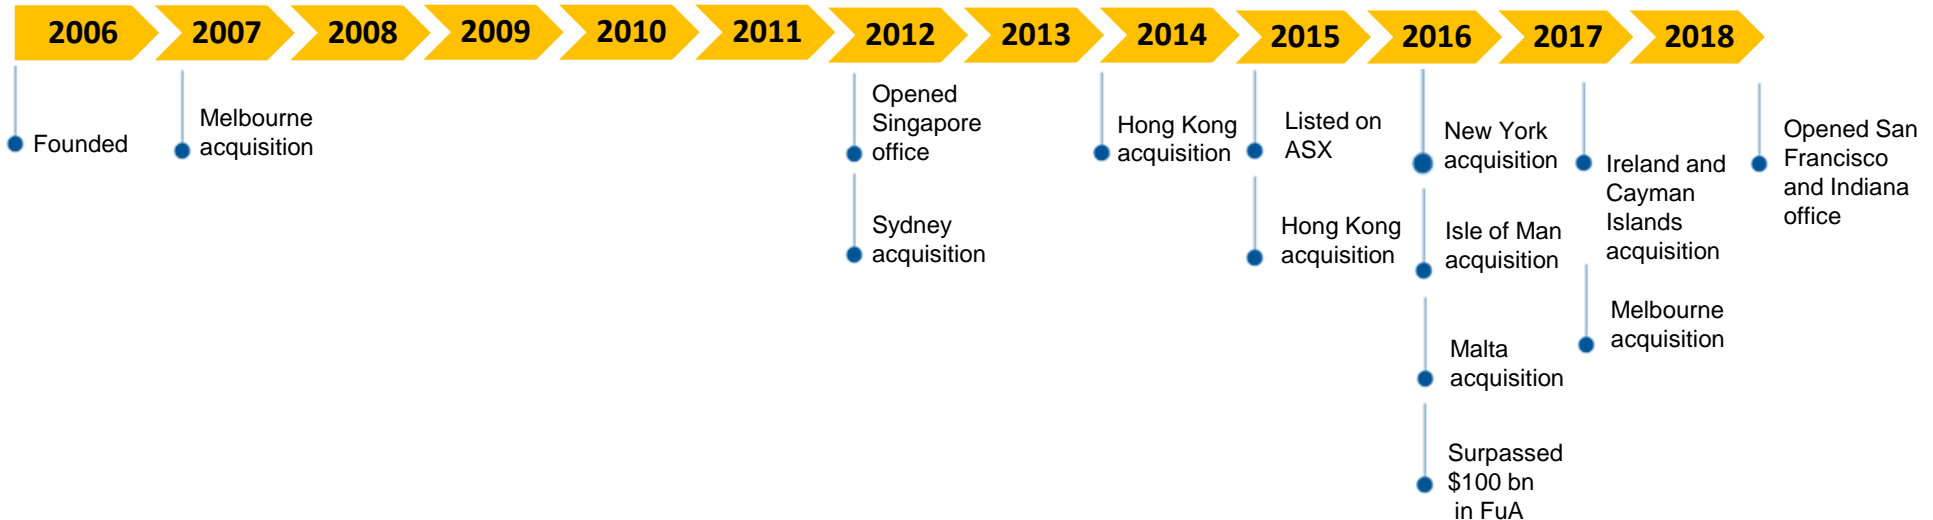 2006
2007
2008
2009
2010
2011
2012
2013
2014
2015
2016
2017
2018
Founded
Melbourne
acquisition
Opened
Singapore
office
Sydney
acquisition
Hong Kong
acquisition
Listed on
ASX
Hong Kong
acquisition
New York
acquisition
Isle of Man
acquisition
Malta
acquisition
Surpassed
$100 bn
in FuA
Ireland and
Cayman
Islands
acquisition
Melbourne
acquisition
Opened San
Francisco
and Indiana
office